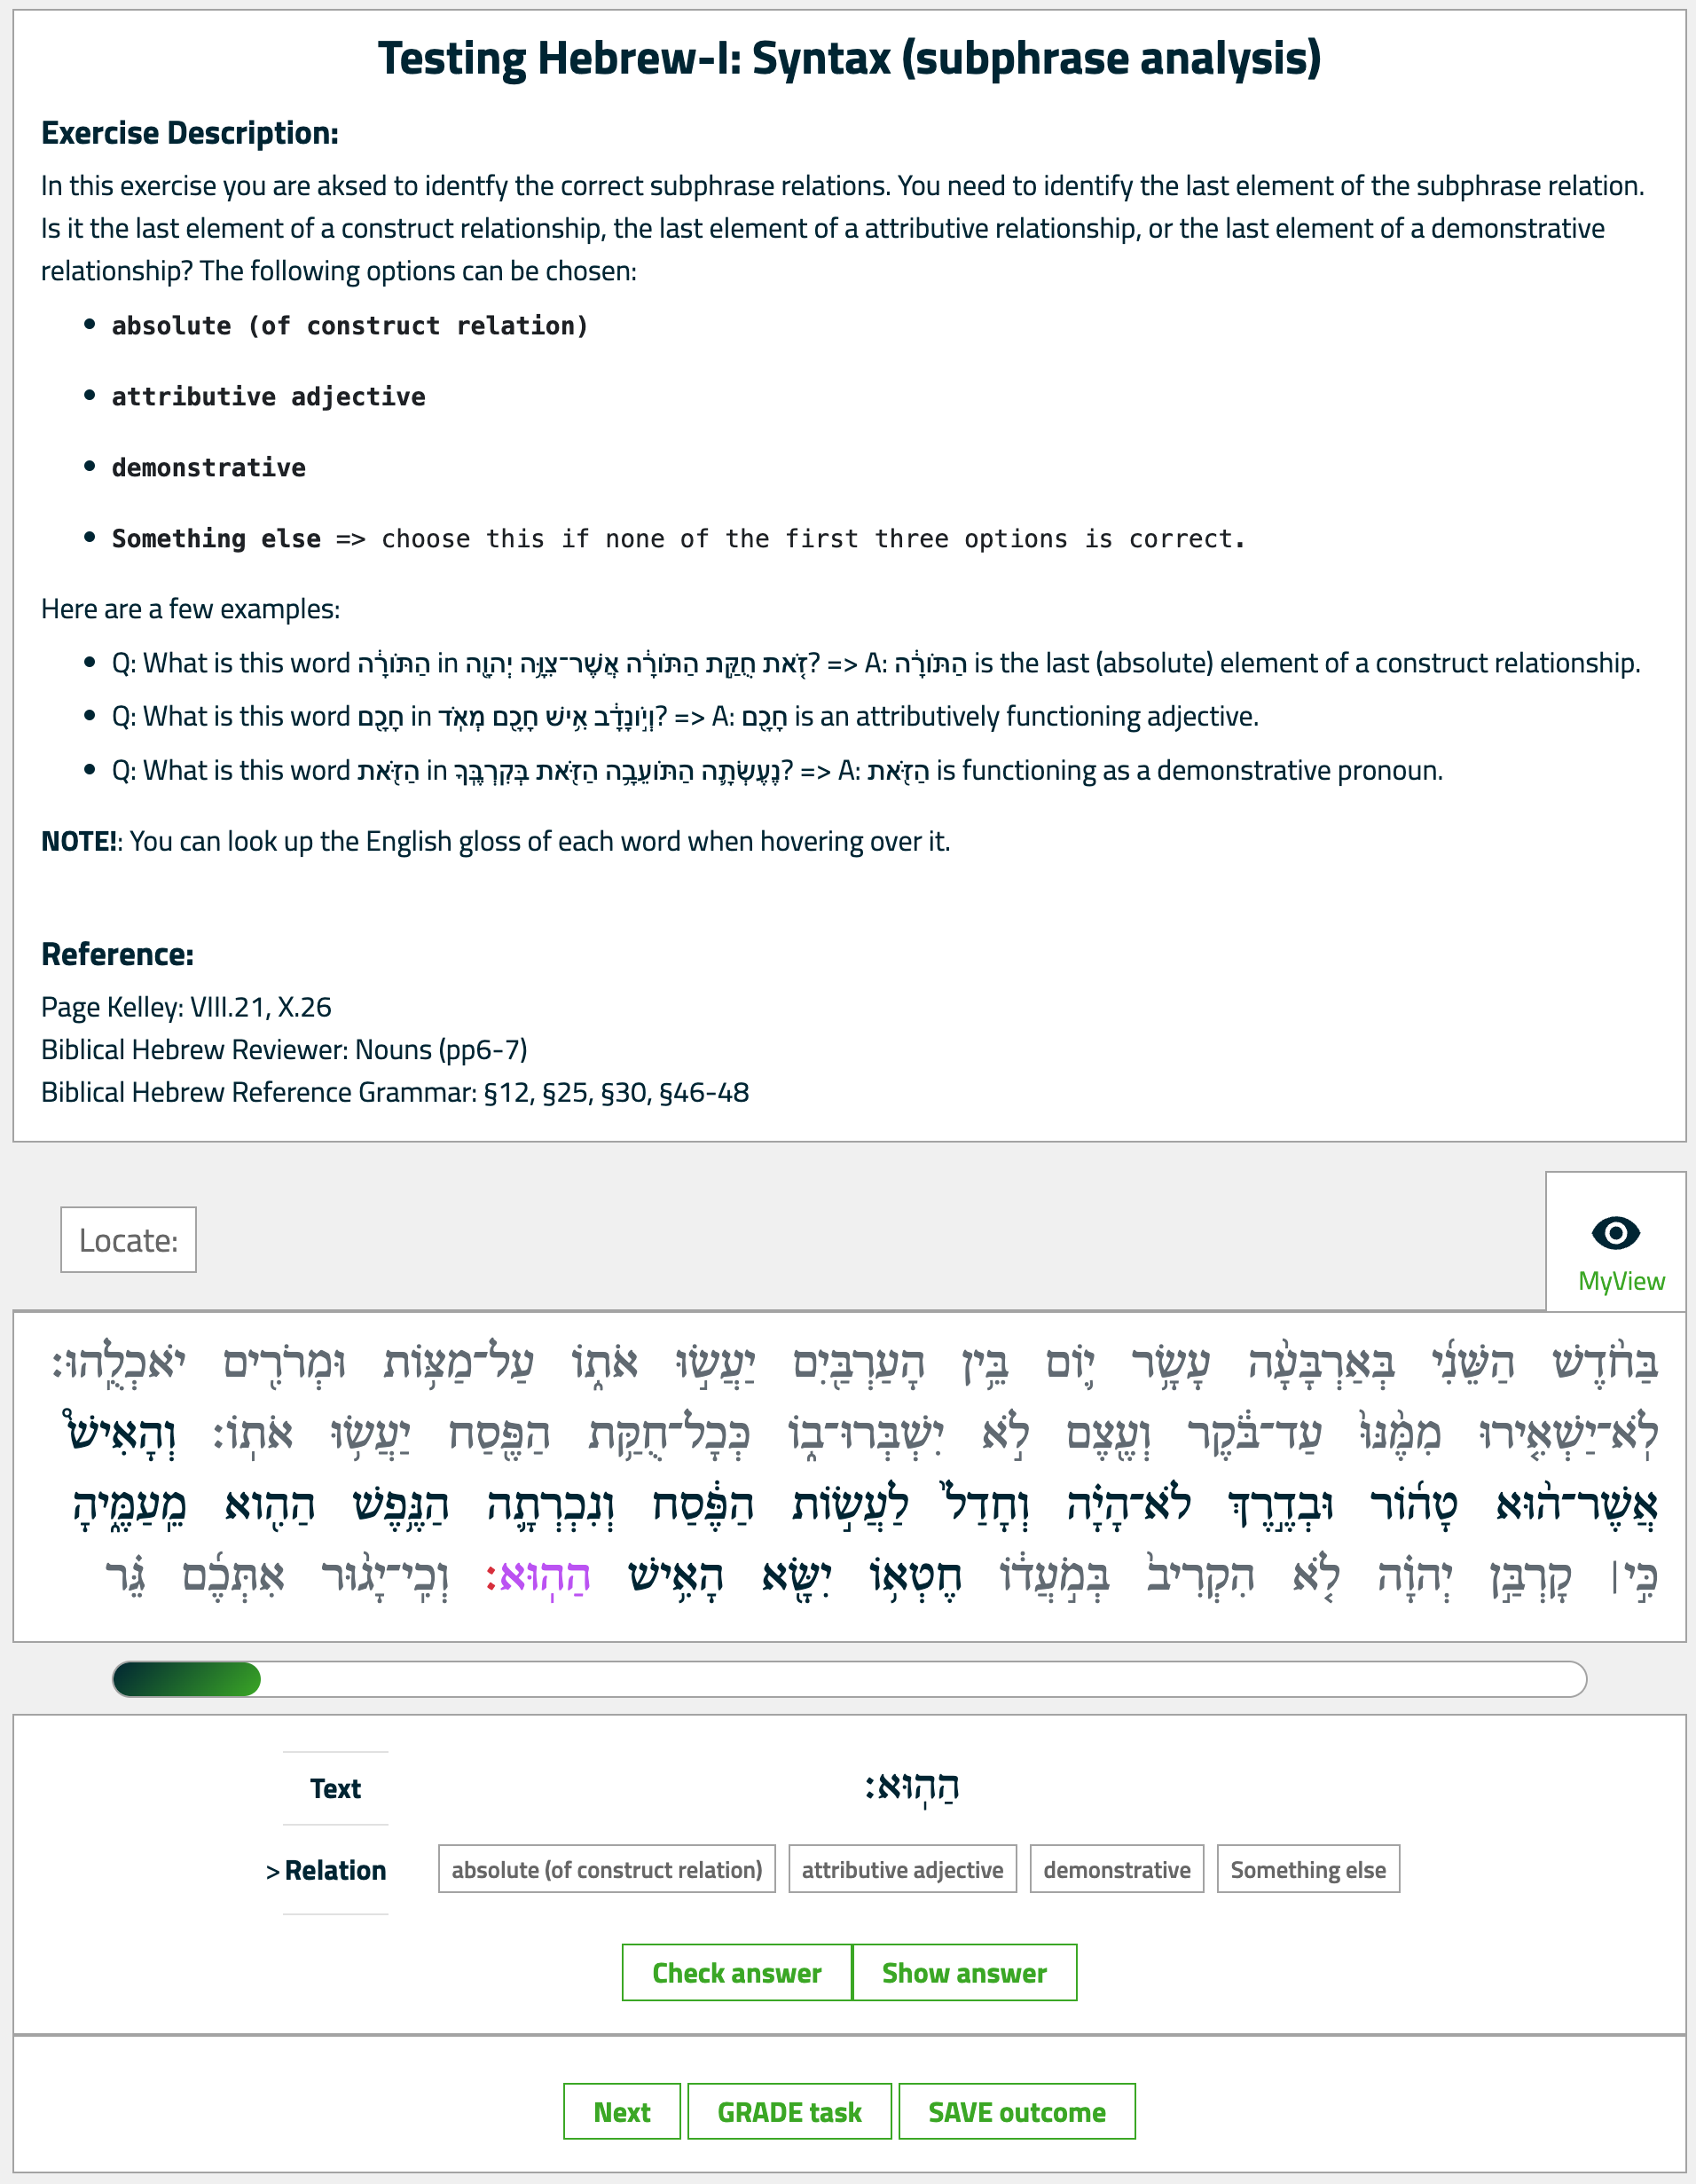 Testing Hebrew-I: Syntax (subphrase analysis)
Exercise Description:
In this exercise you are aksed to identfy the correct subphrase relations. You need to identify the last element of the subphrase relation.
Is it the last element of a construct relationship, the last element of a attributive relationship, or the last element of a demonstrative
relationship? The following options can be chosen:
absolute (of construct relation)
attributive adjective
demonstrative
Something else => choose this if none of the first three options is correct.
Here are a few examples:
Q: What is this word הַתּוֹרָ֔ה in זֹ֚את חֻקַּ֣ת הַתּוֹרָ֔ה אֲשֶׁר־צִוָּ֥ה יְהוָ֖ה? => A: הַתּוֹרָ֔ה is the last (absolute) element of a construct relationship.
Q: What is this word חָכָ֖ם in וְיֹ֣ונָדָ֔ב אִ֥ישׁ חָכָ֖ם מְאֹֽד? => A: חָכָ֖ם is an attributively functioning adjective.
Q: What is this word הַזֹּ֖את in נֶעֶשְׂתָ֛ה הַתֹּועֵבָ֥ה הַזֹּ֖את בְּקִרְבֶּֽךָ? => A: הַזֹּ֖את is functioning as a demonstrative pronoun.
NOTE!: You can look up the English gloss of each word when hovering over it.
Reference:
Page Kelley: VIII.21, X.26
Biblical Hebrew Reviewer: Nouns (pp6-7)
Biblical Hebrew Reference Grammar: §12, §25, §30, §46-48
Locate:
MyView
בַּחֹ֨דֶשׁ הַשֵּׁנִ֜י בְּאַרְבָּעָ֨ה עָשָׂ֥ר יֹ֛ום בֵּ֥ין הָעַרְבַּ֖יִם יַעֲשׂ֣וּ אֹתֹ֑ו עַל־מַצֹּ֥ות וּמְרֹרִ֖ים יֹאכְלֻֽהוּ׃
לֹֽא־יַשְׁאִ֤ירוּ מִמֶּ֨נּוּ֙ עַד־בֹּ֔קֶר וְעֶ֖צֶם לֹ֣א יִשְׁבְּרוּ־בֹ֑ו כְּכָל־חֻקַּ֥ת הַפֶּ֖סַח יַעֲשׂ֥וּ אֹתֹֽו׃ וְהָאִישׁ֩
אֲשֶׁר־ה֨וּא טָהֹ֜ור וּבְדֶ֣רֶךְ לֹא־הָיָ֗ה וְחָדַל֙ לַעֲשֹׂ֣ות הַפֶּ֔סַח וְנִכְרְתָ֛ה הַנֶּ֥פֶשׁ הַהִ֖וא מֵֽעַמֶּ֑יהָ
כִּ֣י׀ קָרְבַּ֣ן יְהוָ֗ה לֹ֤א הִקְרִיב֙ בְּמֹ֣עֲדֹ֔ו חֶטְאֹ֥ו יִשָּׂ֖א הָאִ֥ישׁ הַהֽוּא׃ וְכִֽי־יָג֨וּר אִתְּכֶ֜ם גֵּ֗ר
Text
הַהֽוּא׃
>Relation
absolute (of construct relation)
attributive adjective
demonstrative
Something else
Check answer
Show answer
Next
GRADE task
SAVE outcome